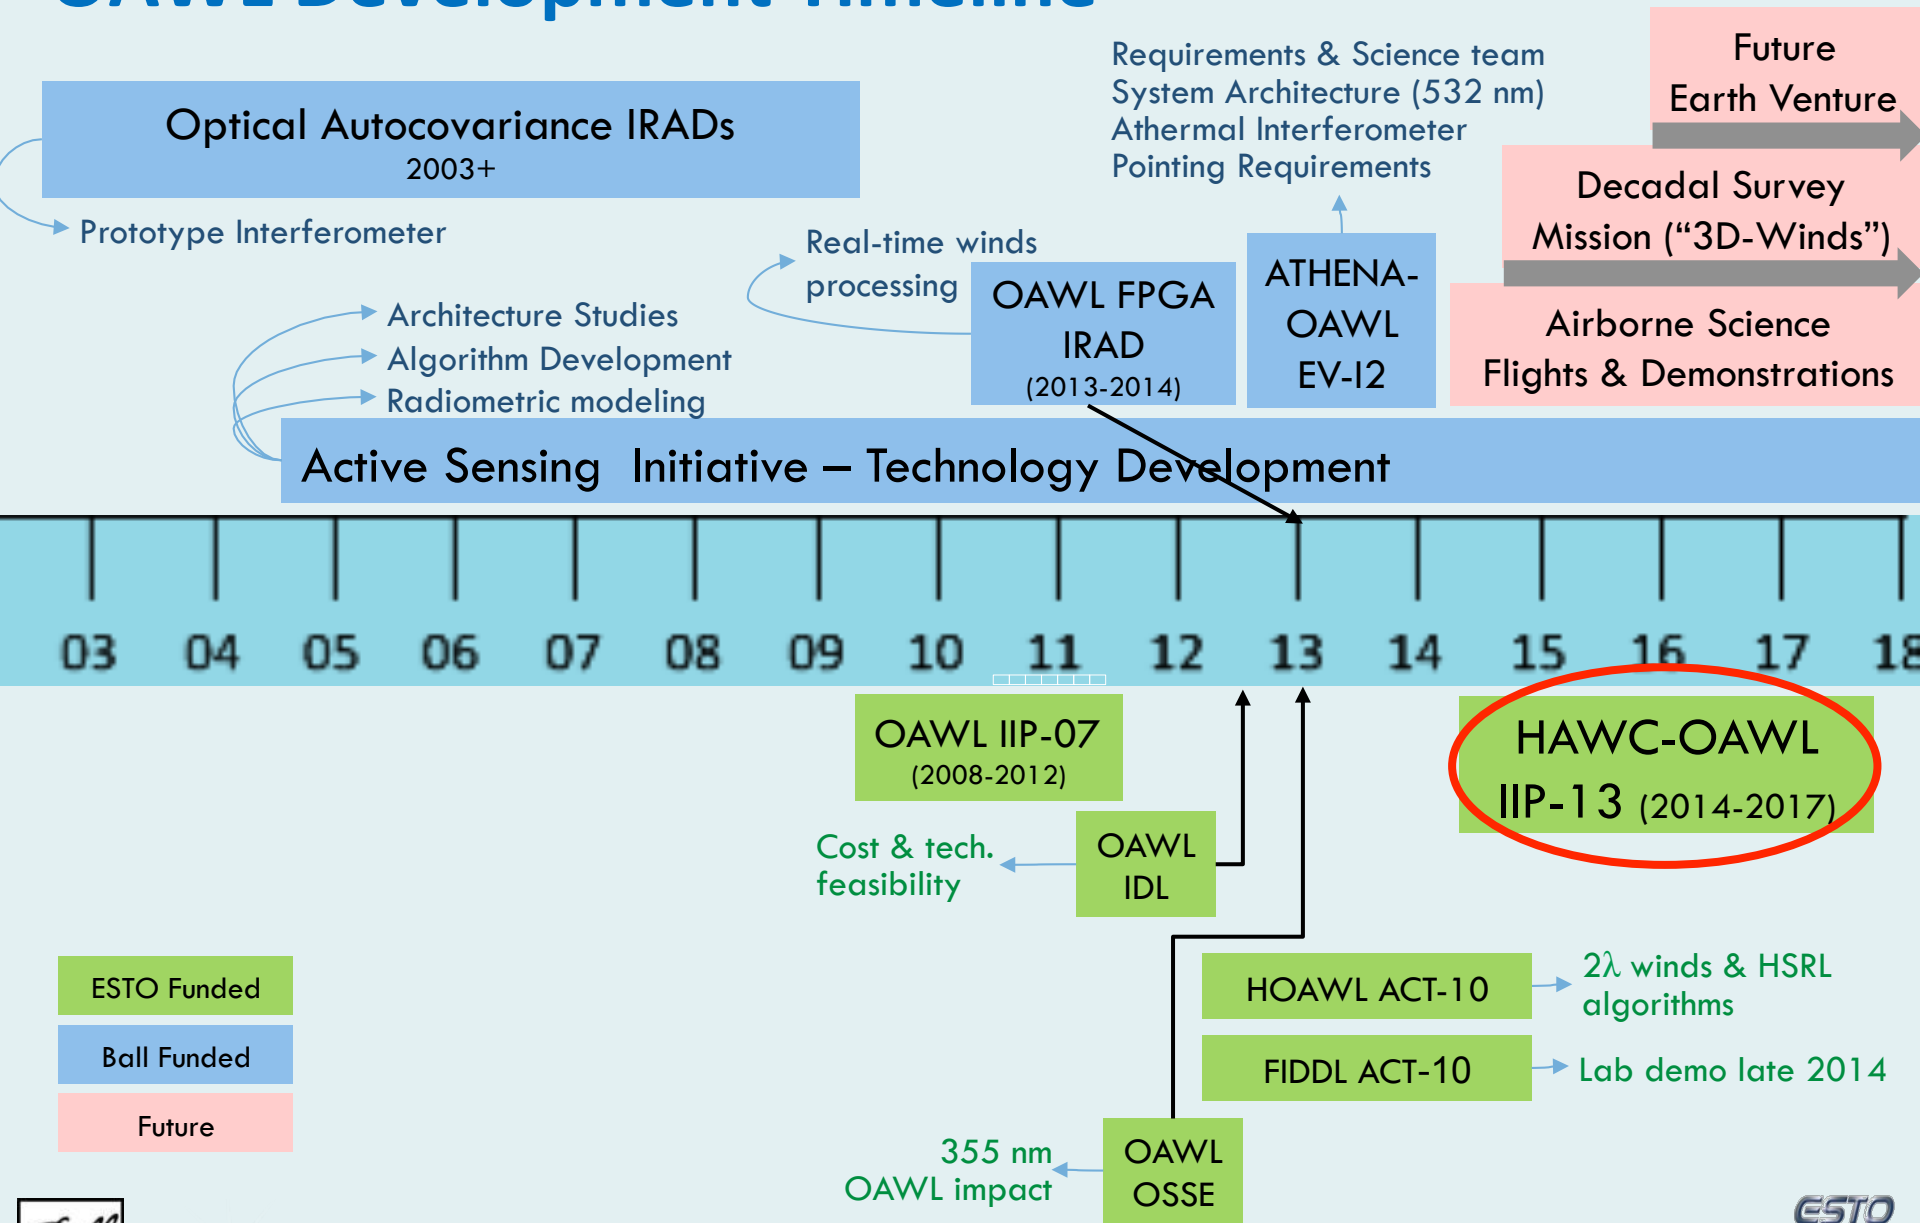 OAWL Development Timeline
Optical Autocovariance IRADs
2003+
Prototype Interferometer
Requirements & Science team
System Architecture (532 nm)
Athermal Interferometer
Pointing Requirements
Future
Earth Venture
Decadal Survey
Mission (“3D-Winds”)
Airborne Science
Flights & Demonstrations
Real-time winds
processing
OAWL FPGA
IRAD
(2013-2014)
ATHENA-
OAWL
EV-I2
Architecture Studies
Algorithm Development
Radiometric modeling
Active Sensing Initiative – Technology Development
03 04 05 06 07 08 09 10 11 12 13 14 15 16 17 18
OAWL IIP-07
(2008-2012)
HAWC-OAWL
IIP-13 (2014-2017)
Cost & tech.
feasibility
OAWL
IDL
HOAWL ACT-10
2λ winds & HSRL
algorithms
FIDDL ACT-10
Lab demo late 2014
355 nm
OAWL impact
OAWL
OSSE
ESTO Funded
Ball Funded
Future
ESTO